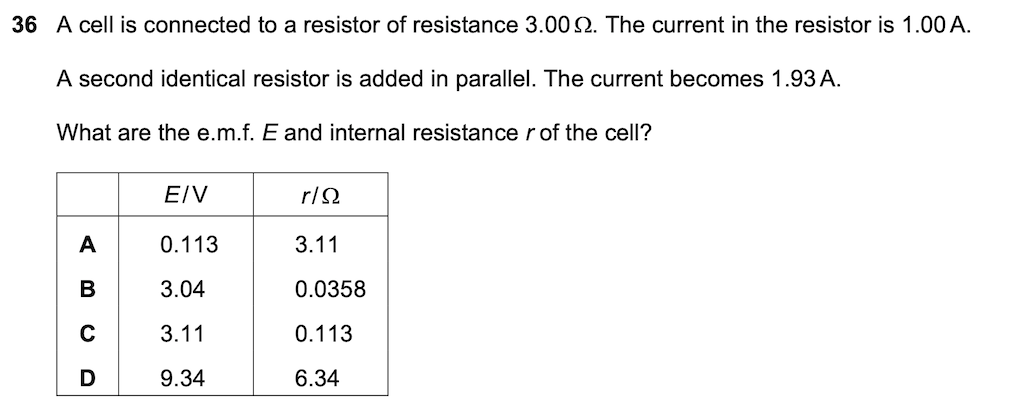 36 A cell is connected to a resistor of resistance 3.00 Ω. The current in the resistor is 1.00 A.
A second identical resistor is added in parallel. The current becomes 1.93 A.
What are the e.m.f. E and internal resistance r of the cell?
E/V r/Ω
A 0.113 3.11
B 3.04 0.0358
C 3.11 0.113
D 9.34 6.34